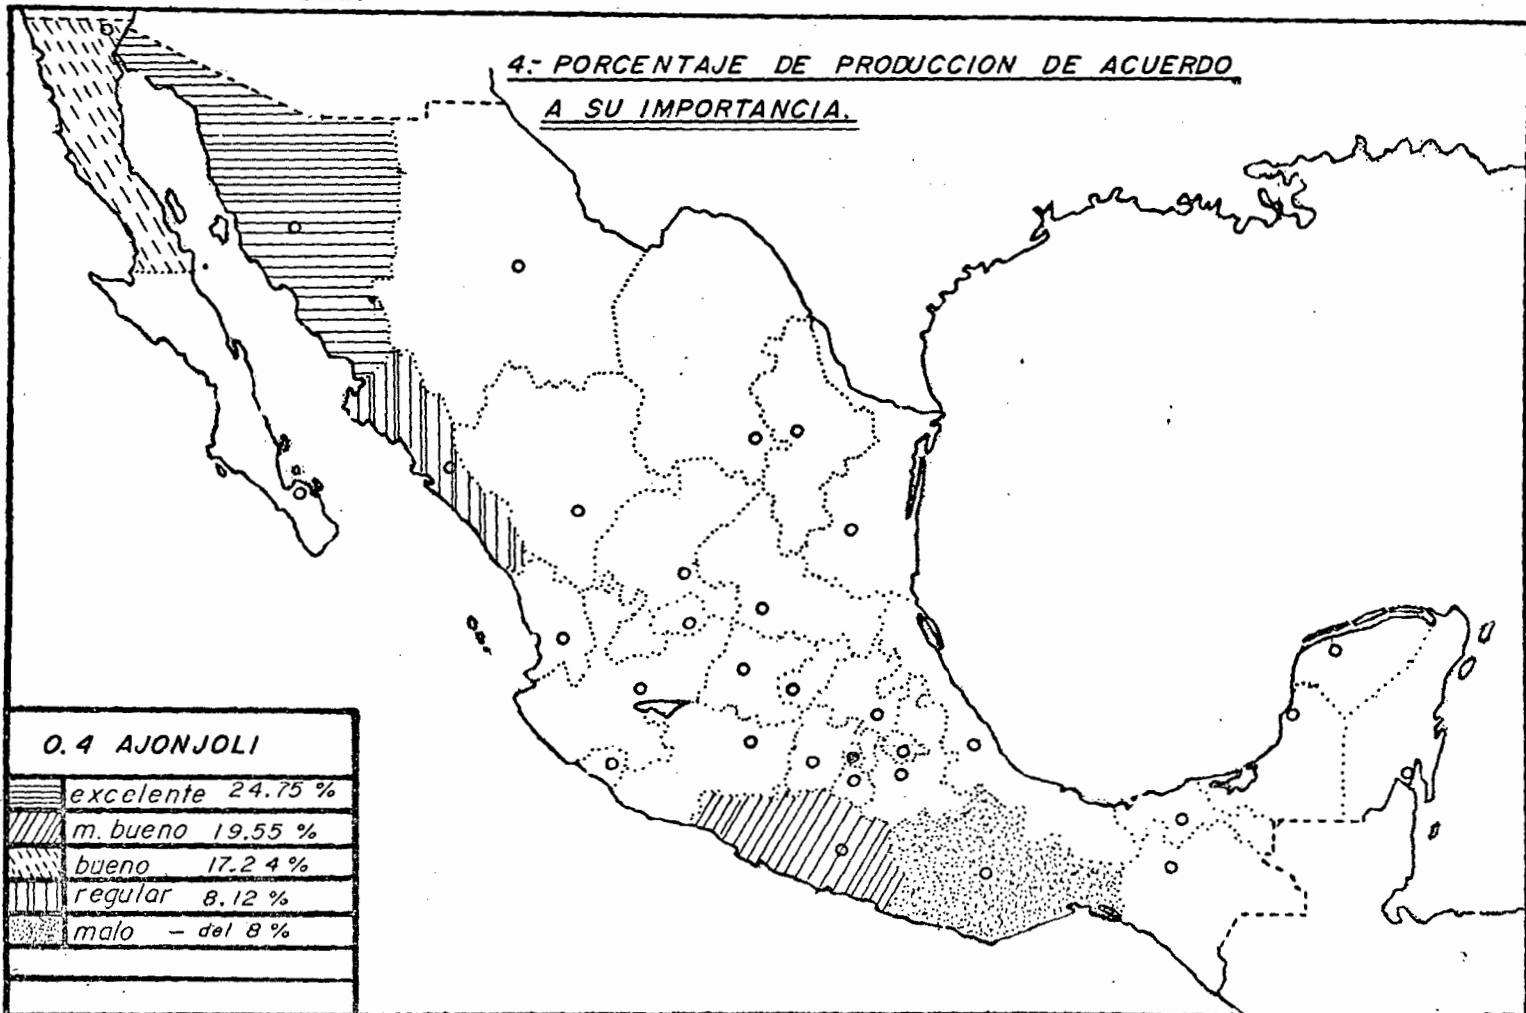 4.- PORCENTAJE DE PRODUCCION DE ACUERDO
A SU IMPORTANCIA.
0.4 AJONJOLI
excelente 24.75 %
m. bueno 19.55 %
bueno 17.24 %
regular 8.12 %
malo - del 8 %